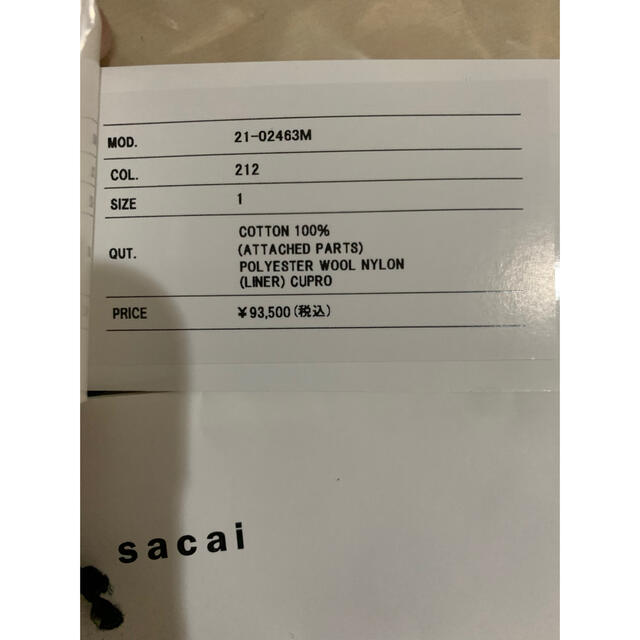 MOD. 21-02463M
COL. 212
SIZE 1
QUT. COTTON 100%
(ATTACHED PARTS)
POLYESTER WOOL NYLON
(LINER) CUPRO
PRICE ¥93,500(税込)
sacai